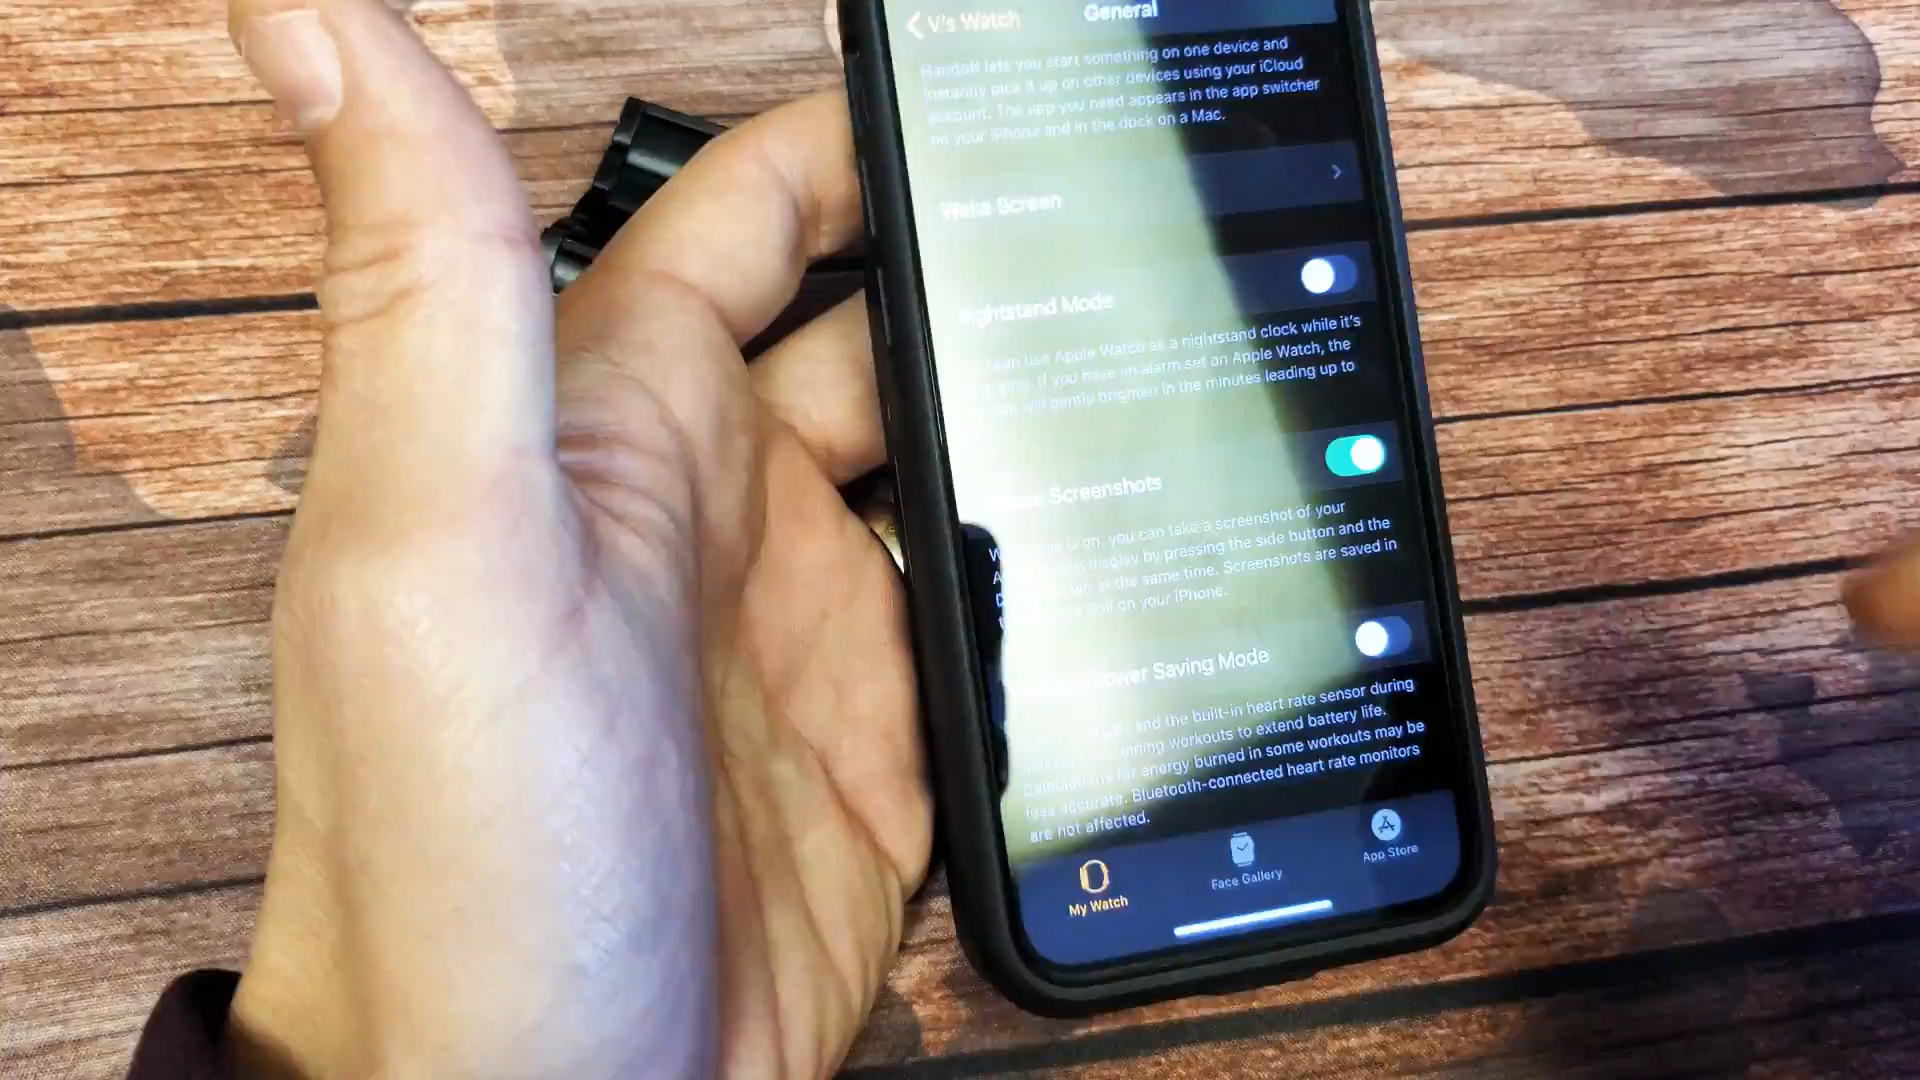 V's Watch
General
Handoff lets you start something on one device and
instantly pick it up on other devices using your iCloud
account. The app you need appears in the app switcher
on your iPhone and in the dock on a Mac.
Wake Screen
Nightstand Mode
can use Apple Watch as a nightstand clock while it's
If you have an alarm set on Apple Watch, the
will gently brighten in the minutes leading up to
Screenshots
is on, you can take a screenshot of your
display by pressing the side button and the
at the same time. Screenshots are saved in
Roll on your iPhone.
Power Saving Mode
and the built-in heart rate sensor during
running workouts to extend battery life.
Calculations for energy burned in some workouts may be
less accurate. Bluetooth-connected heart rate monitors
are not affected.
My Watch
Face Gallery
App Store